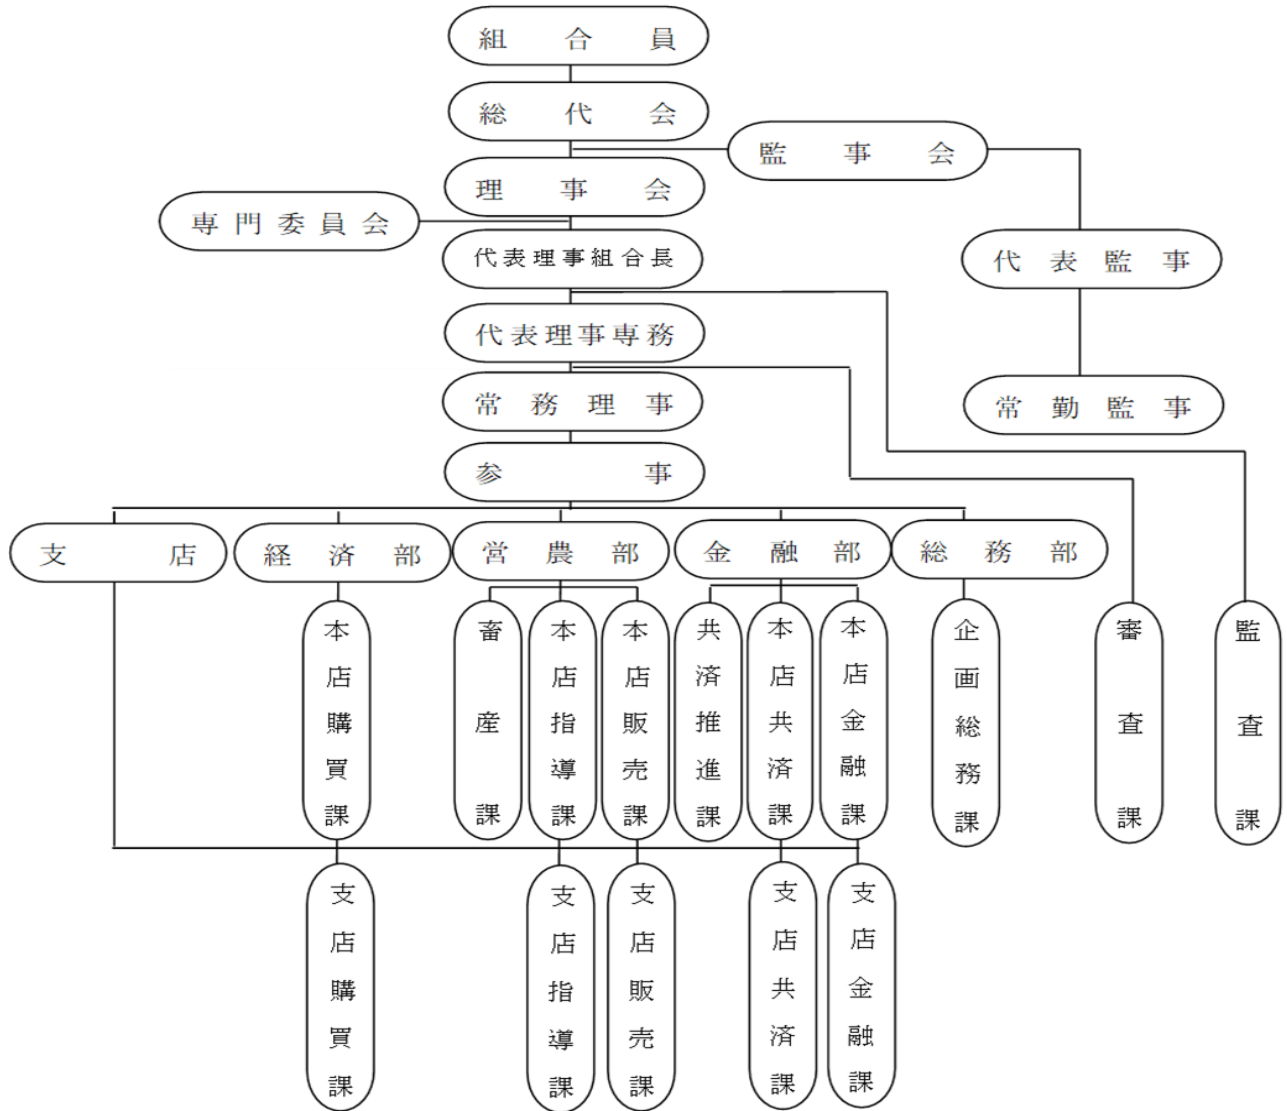 組合員
総代会
監事会
理事会
専門委員会
代表理事組合長
代表監事
代表理事専務
常務理事
常勤監事
参事
支店
経済部
営農部
金融部
総務部
本店購買課
畜産課
本店指導課
本店販売課
共済推進課
本店共済課
本店金融課
企画総務課
審査課
監査課
支店購買課
支店指導課
支店販売課
支店共済課
支店金融課